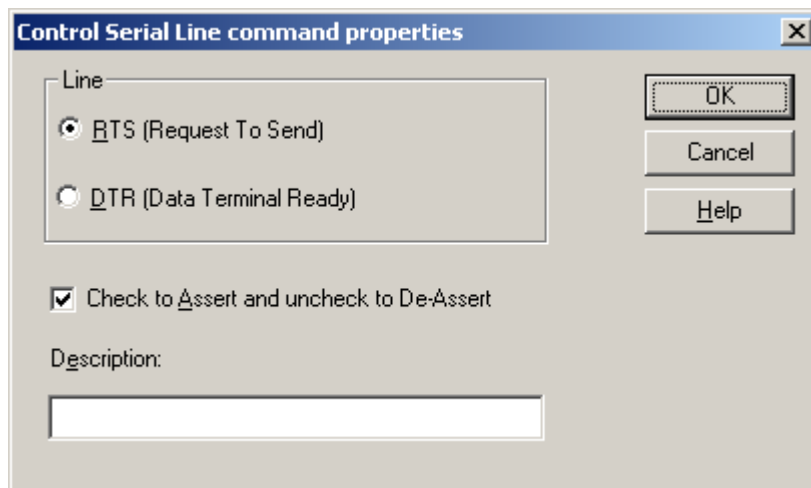 Control Serial Line command properties
Line
RTS (Request To Send)
DTR (Data Terminal Ready)
OK
Cancel
Help
Check to Assert and uncheck to De-Assert
Description: